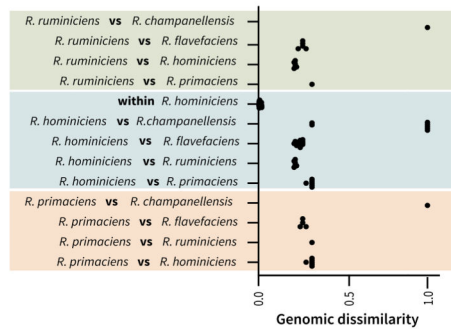 R. ruminiciens vs R. champanellensis
R. ruminiciens vs R. flavefaciens
R. ruminiciens vs R. hominiciens
R. ruminiciens vs R. primaciens
within R. hominiciens
R. hominiciens vs R.champanellensis
R. hominiciens vs R. flavefaciens
R. hominiciens vs R. ruminiciens
R. hominiciens vs R. primaciens
R. primaciens vs R. champanellensis
R. primaciens vs R. flavefaciens
R. primaciens vs R. ruminiciens
R. primaciens vs R. hominiciens
0.0 0.5 1.0
Genomic dissimilarity